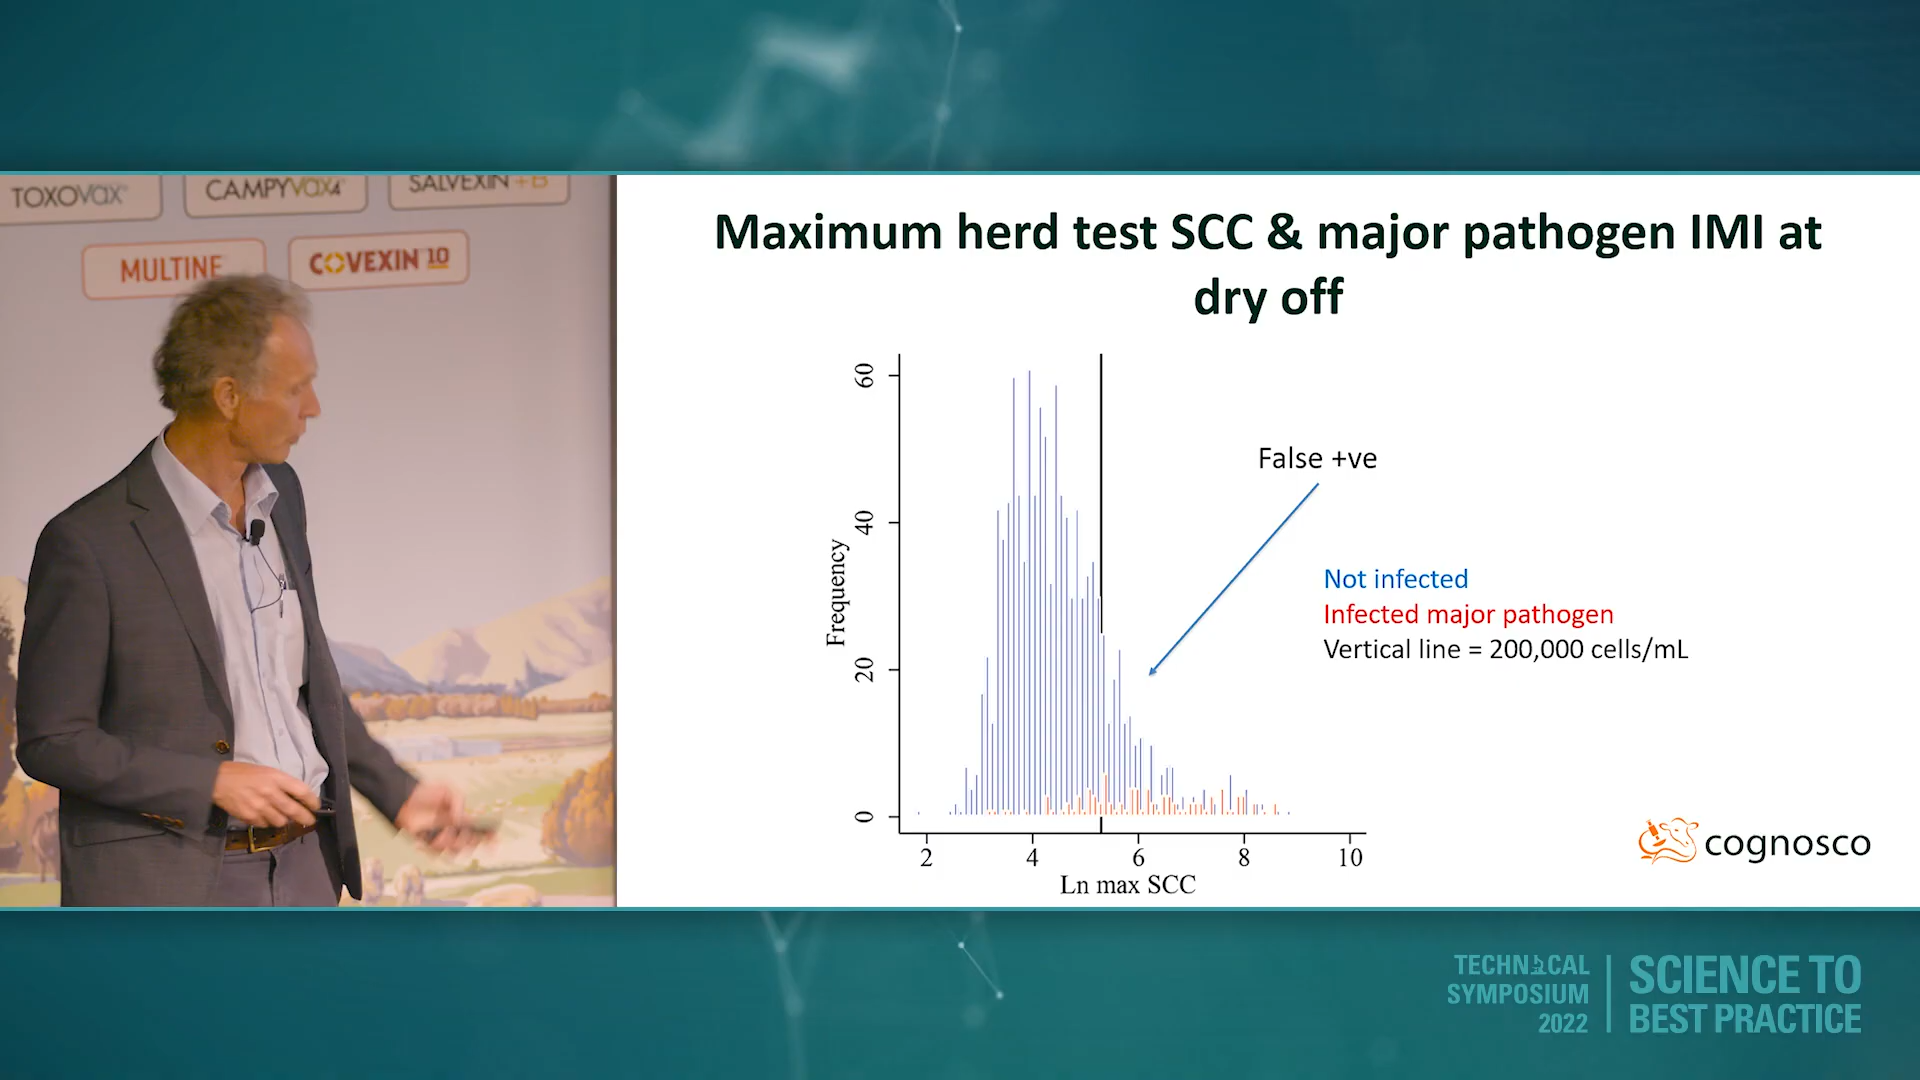 TOXOVAX
CAMPYVAX4
SALVEXIN+B
MULTINE
COVEXIN 10
Maximum herd test SCC & major pathogen IMI at
dry off
60
40
20
0
Frequency
2
4
6
8
10
Ln max SCC
False +ve
Not infected
Infected major pathogen
Vertical line = 200,000 cells/mL
cognosco
TECHNICAL
SYMPOSIUM
2022
SCIENCE TO
BEST PRACTICE